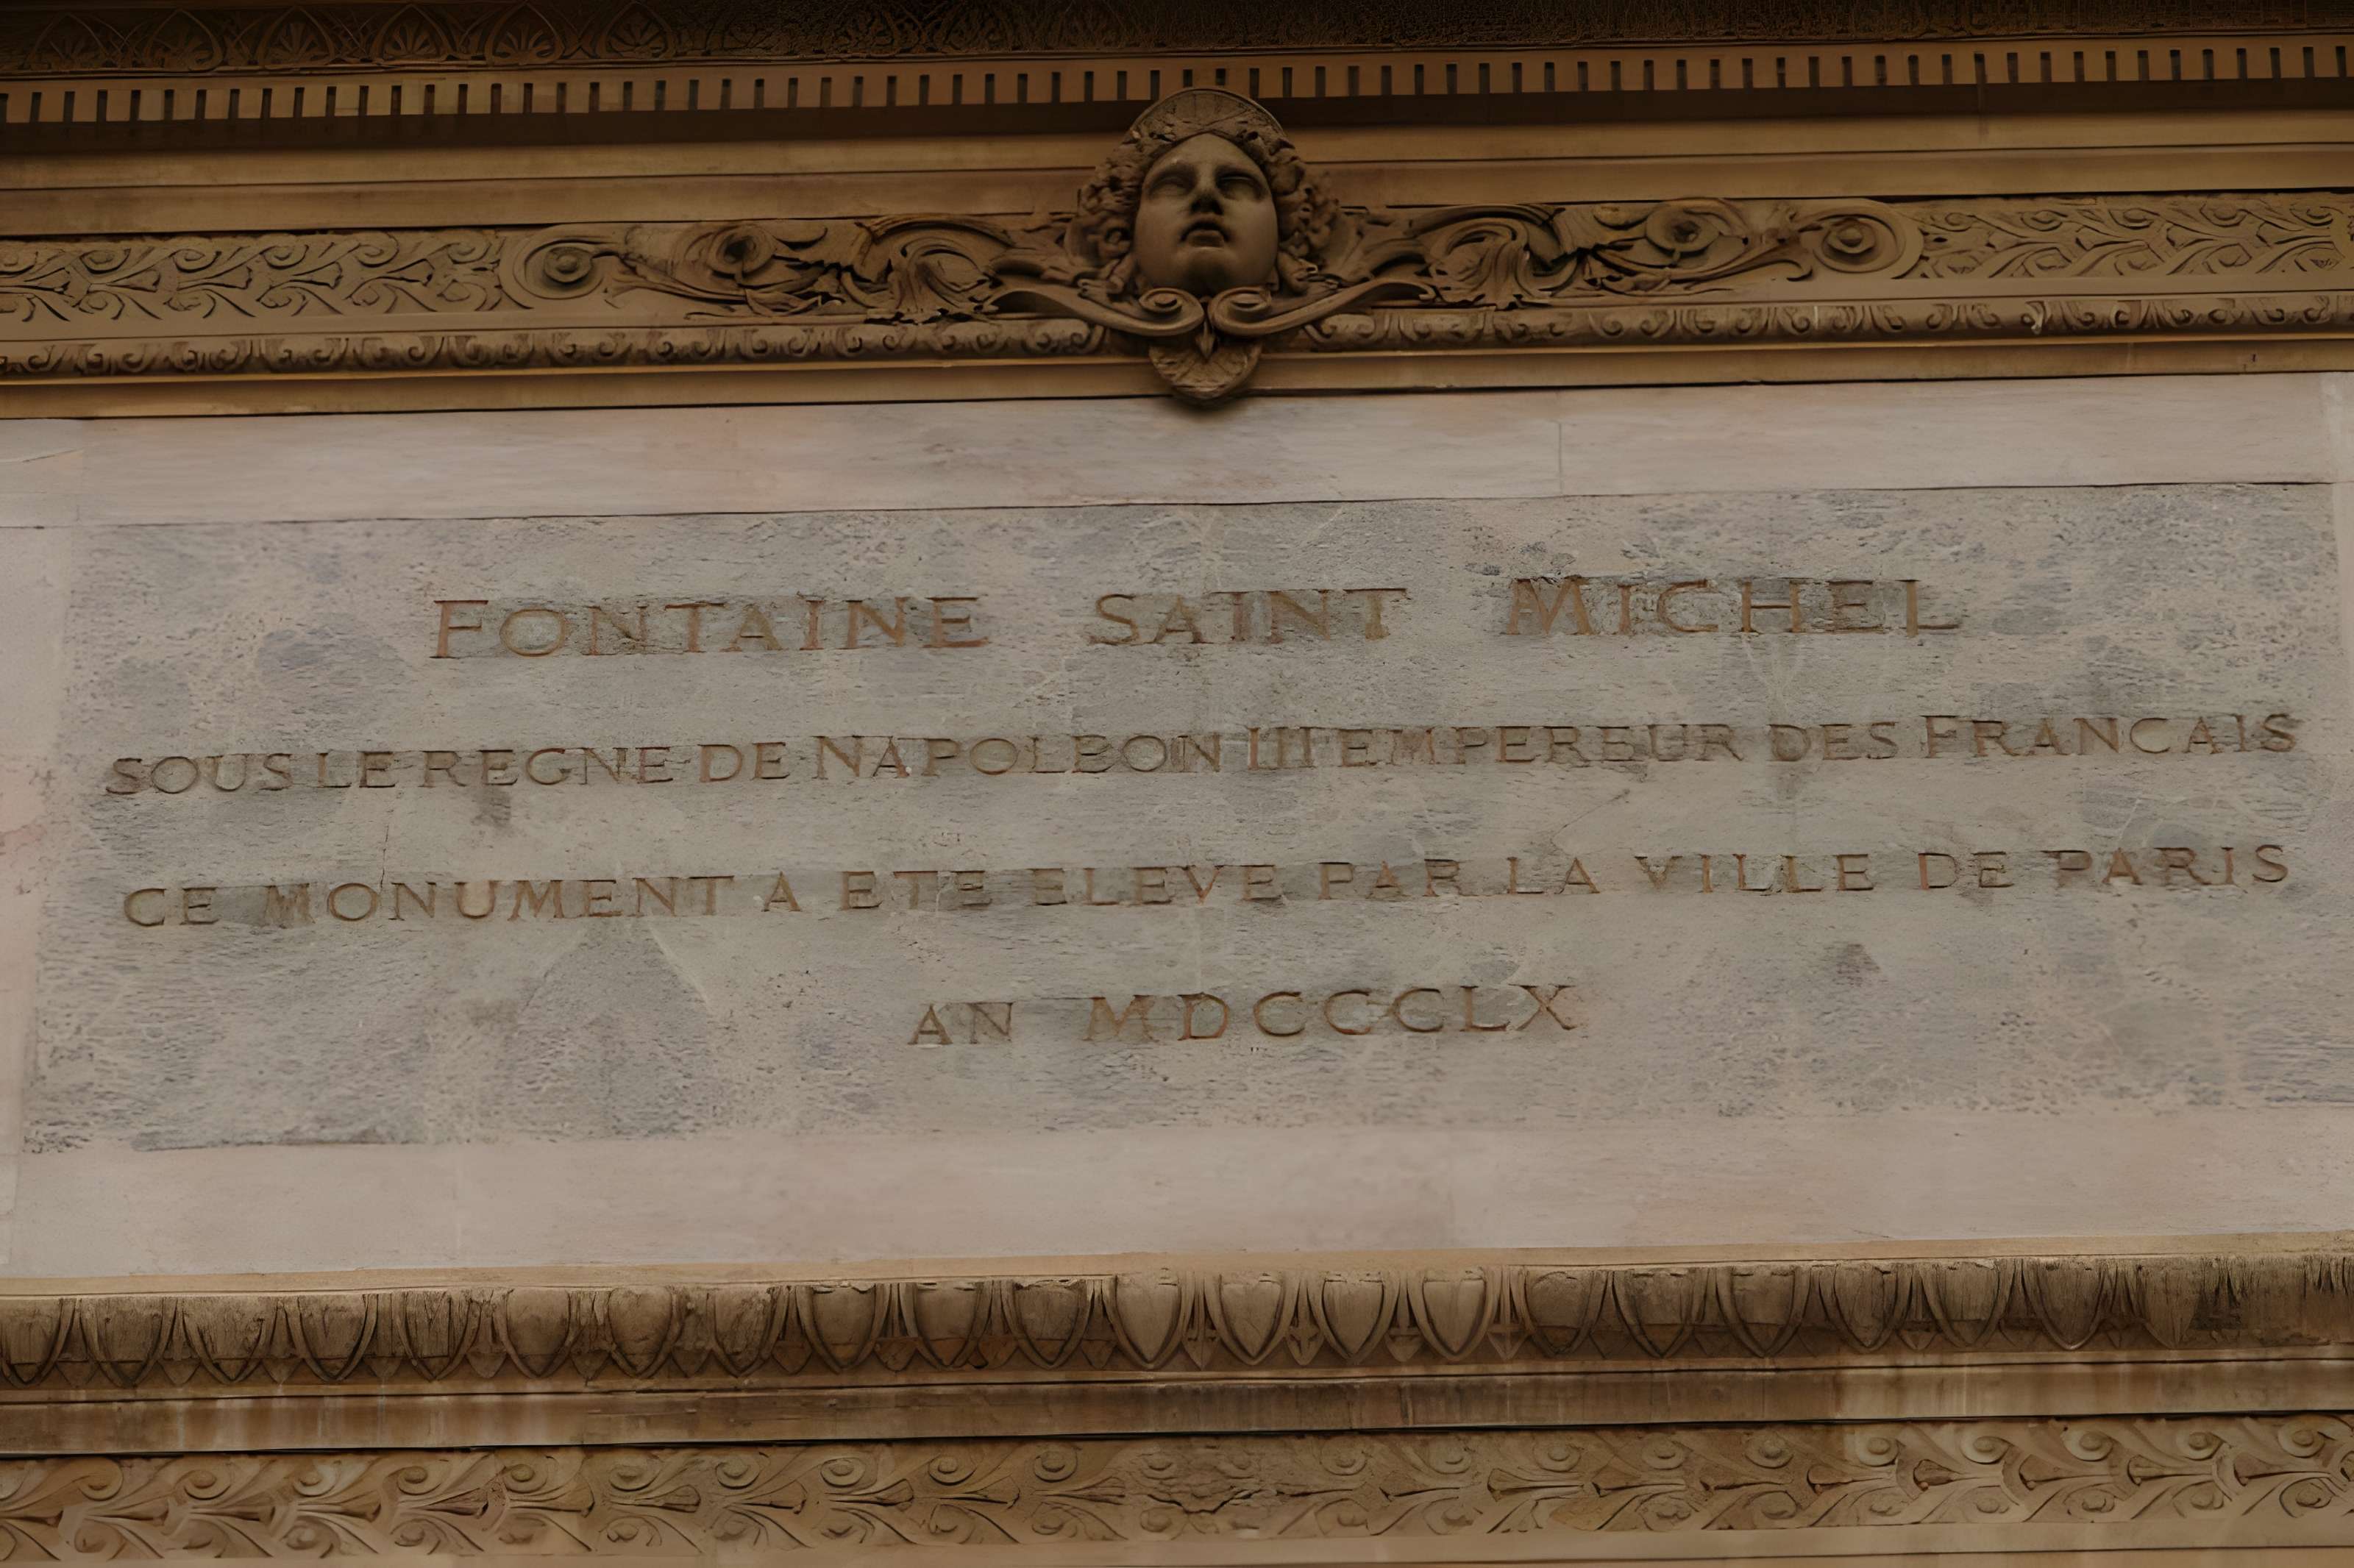 FONTAINE SAINT MICHEL
SOUS LE REGNE DE NAPOLEON III EMPEREUR DES FRANCAIS
CE MONUMENT A ETE ELEVE PAR LA VILLE DE PARIS
AN MDCCCLX